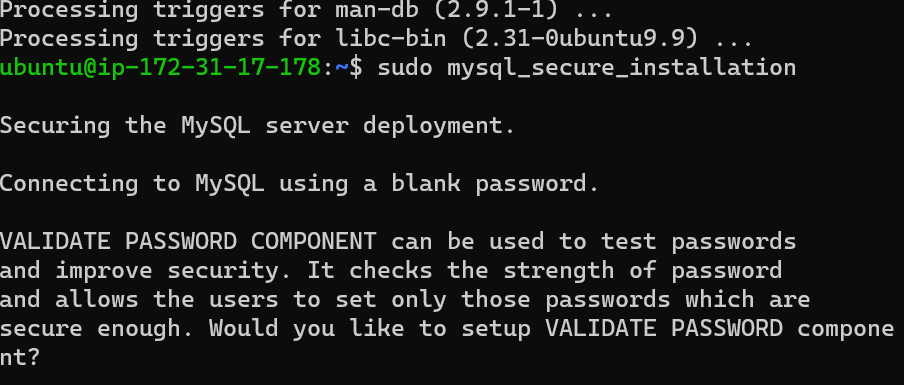 Processing triggers for man-db (2.9.1-1) ...
Processing triggers for libc-bin (2.31-0ubuntu9.9) ...
ubuntu@ip-172-31-17-178:~$ sudo mysql_secure_installation
Securing the MySQL server deployment.
Connecting to MySQL using a blank password.
VALIDATE PASSWORD COMPONENT can be used to test passwords
and improve security. It checks the strength of password
and allows the users to set only those passwords which are
secure enough. Would you like to setup VALIDATE PASSWORD compone
nt?